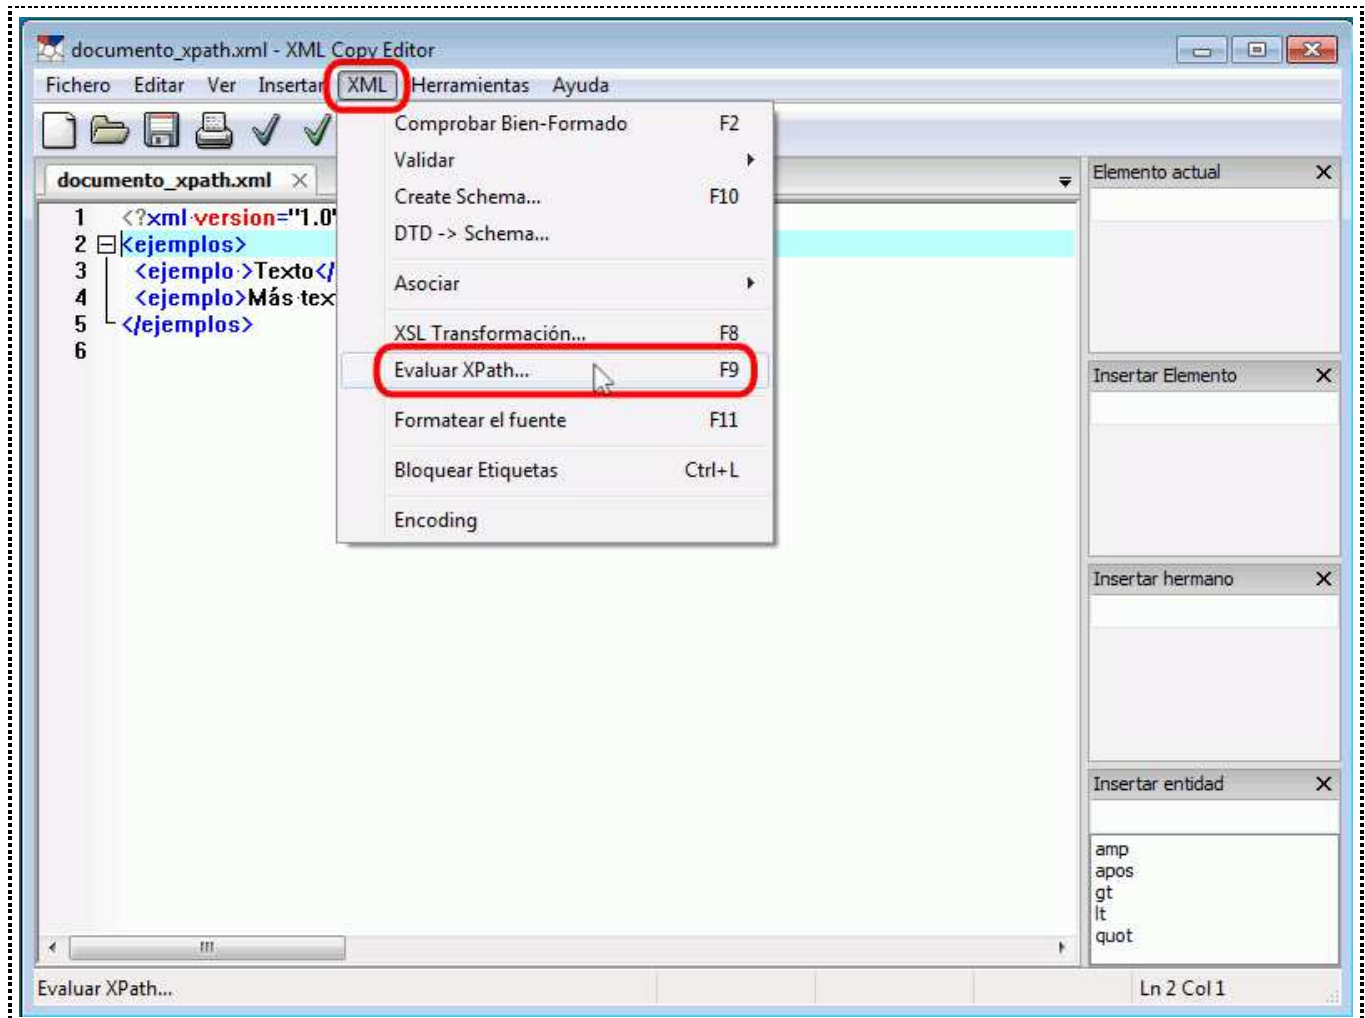 documento_xpath.xml - XML Copy Editor
Fichero Editar Ver Insertar XML Herramientas Ayuda
documento_xpath.xml
1 <?xml version="1.0"
2 <ejemplos>
3 <ejemplo >Texto</
4 <ejemplo>Más tex
5 </ejemplos>
6
Comprobar Bien-Formado F2
Validar
Create Schema... F10
DTD -> Schema...
Asociar
XSL Transformación... F8
Evaluar XPath... F9
Formatear el fuente F11
Bloquear Etiquetas Ctrl+L
Encoding
Elemento actual
Insertar Elemento
Insertar hermano
Insertar entidad
amp
apos
gt
lt
quot
Evaluar XPath... Ln 2 Col 1